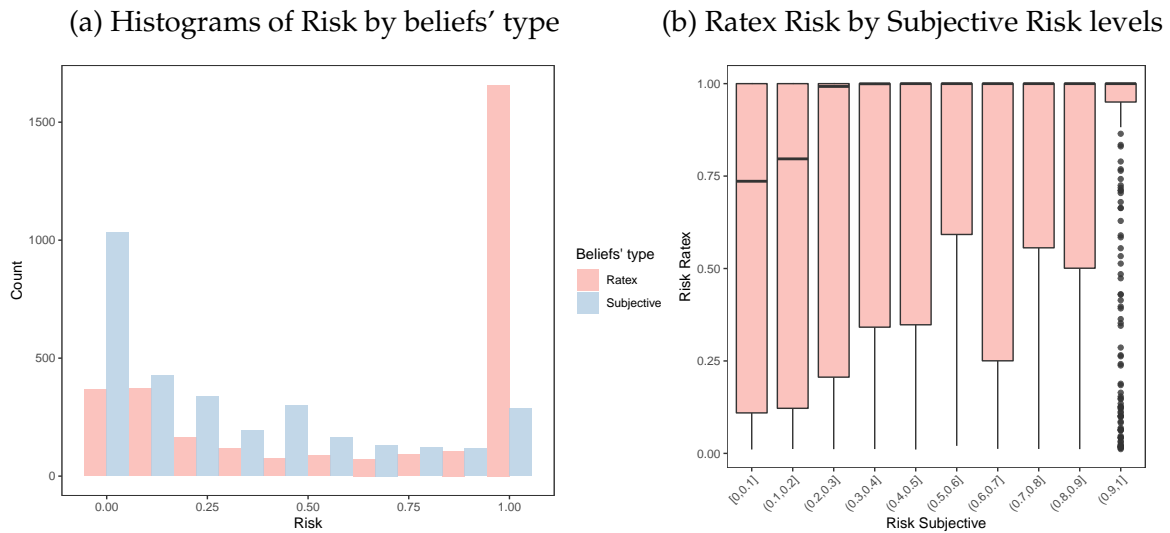 (a) Histograms of Risk by beliefs’ type
(b) Ratex Risk by Subjective Risk levels
1500
1000
500
0
Count
0.00 0.25 0.50 0.75 1.00
Risk
Beliefs’ type
Ratex
Subjective
1.00
0.75
0.50
0.25
0.00
Risk Ratex
[0,0.1] (0.1,0.2] (0.2,0.3] (0.3,0.4] (0.4,0.5] (0.5,0.6] (0.6,0.7] (0.7,0.8] (0.8,0.9] (0.9,1]
Risk Subjective